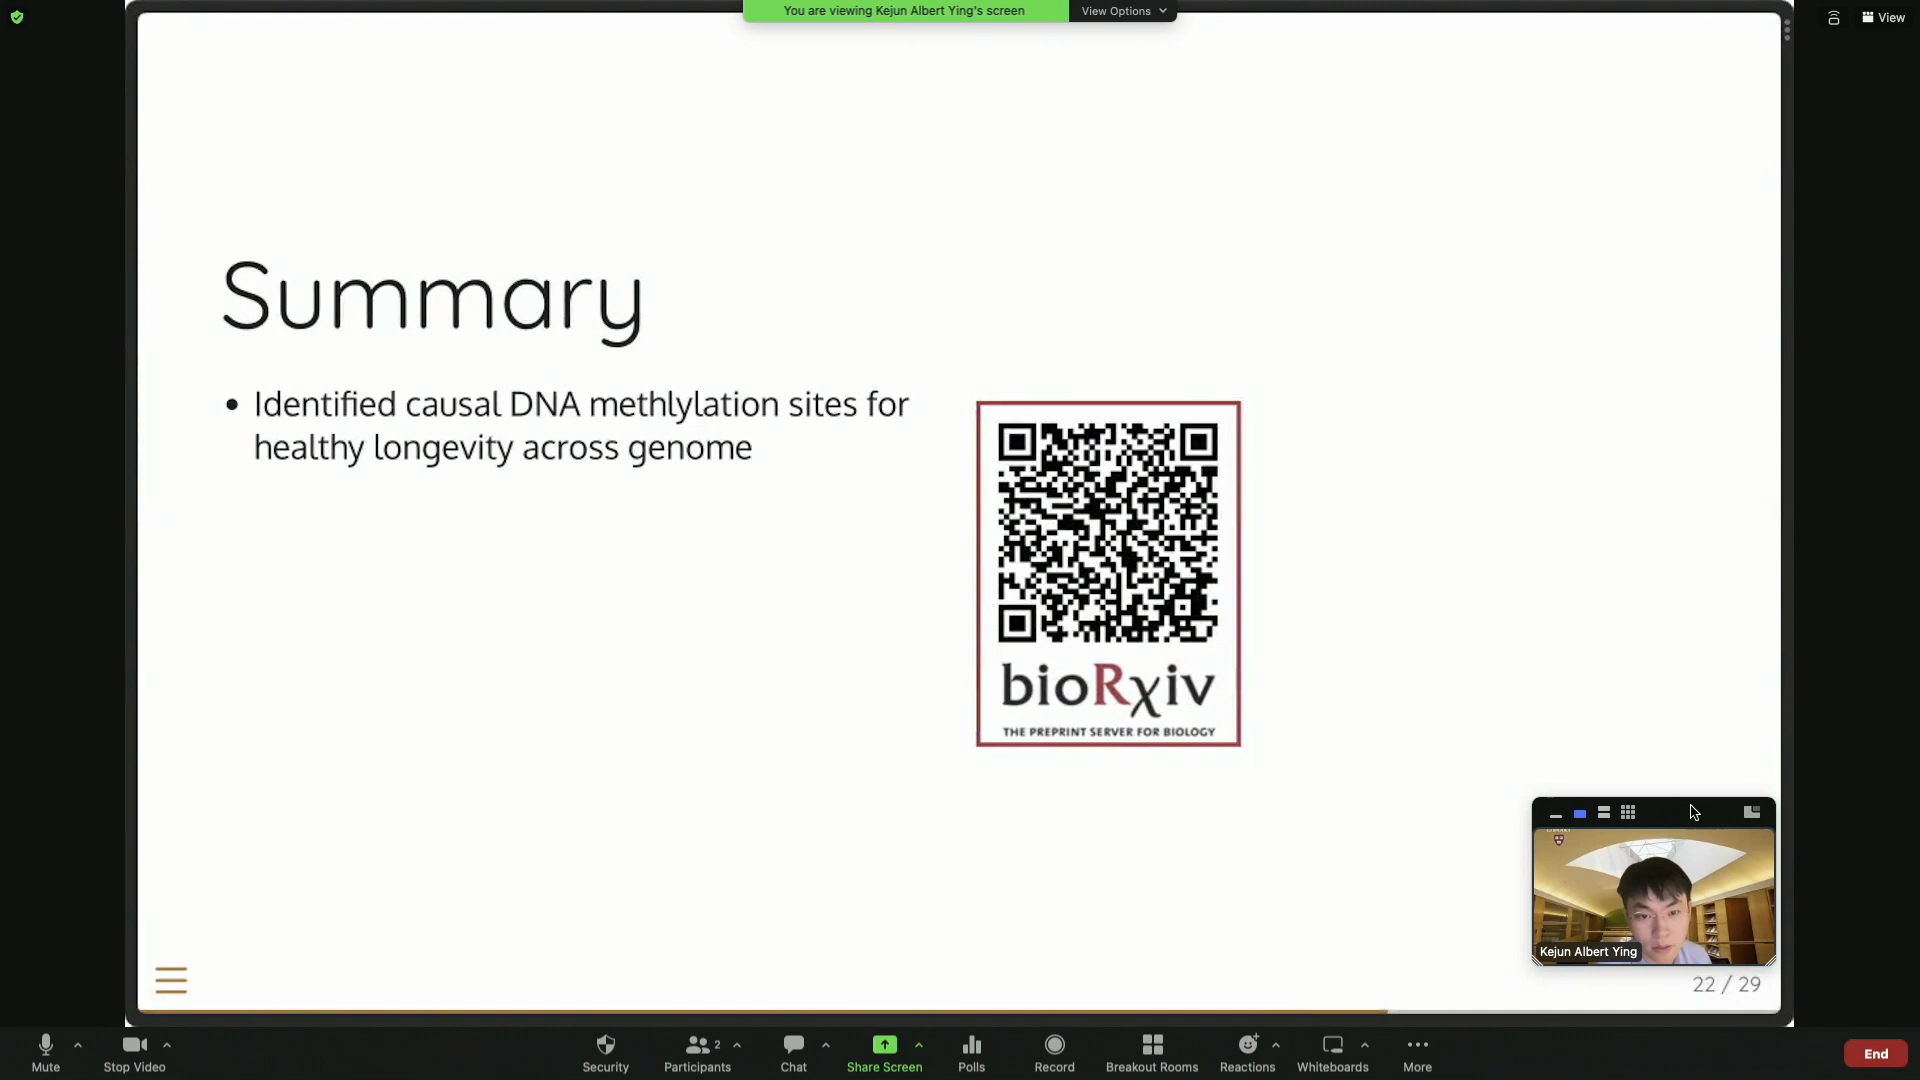 You are viewing Kejun Albert Ying's screen
View Options
View
Summary
• Identified causal DNA methlylation sites for
healthy longevity across genome
bioRxiv
THE PREPRINT SERVER FOR BIOLOGY
Kejun Albert Ying
22 / 29
Mute
Stop Video
Security
Participants
2
Chat
Share Screen
Polls
Record
Breakout Rooms
Reactions
Whiteboards
More
End